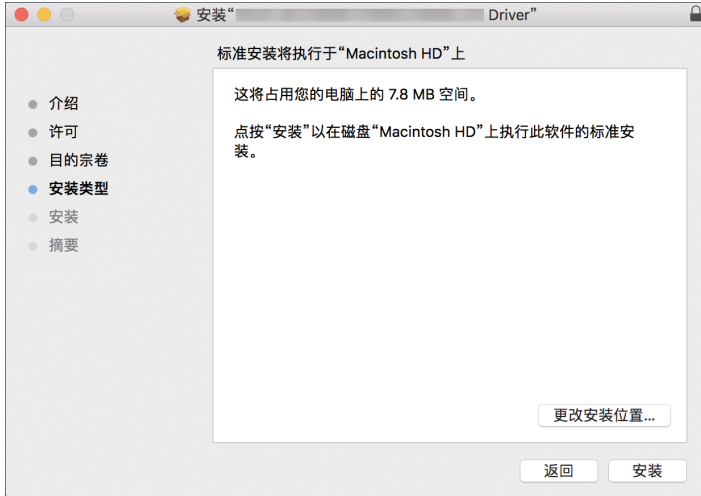 安装“ Driver”
标准安装将执行于“Macintosh HD”上
介绍
许可
目的宗卷
安装类型
安装
摘要
这将占用您的电脑上的 7.8 MB 空间。
点按“安装”以在磁盘“Macintosh HD”上执行此软件的标准安
装。
更改安装位置...
返回
安装